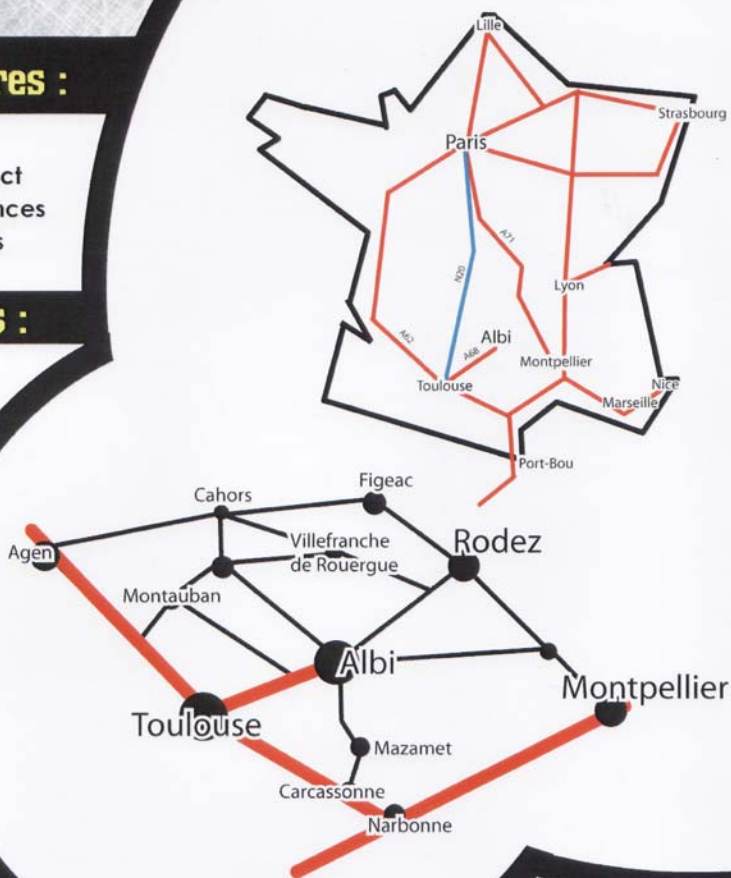 res :
ct
nces
s
s :
Lille
Strasbourg
Paris
A71
N20
Lyon
A62
Albi
A68
Montpellier
Toulouse
Nice
Marseille
Port-Bou
Figeac
Cahors
Villefranche
de Rouergue
Rodez
Agen
Montauban
Albi
Montpellier
Toulouse
Mazamet
Carcassonne
Narbonne